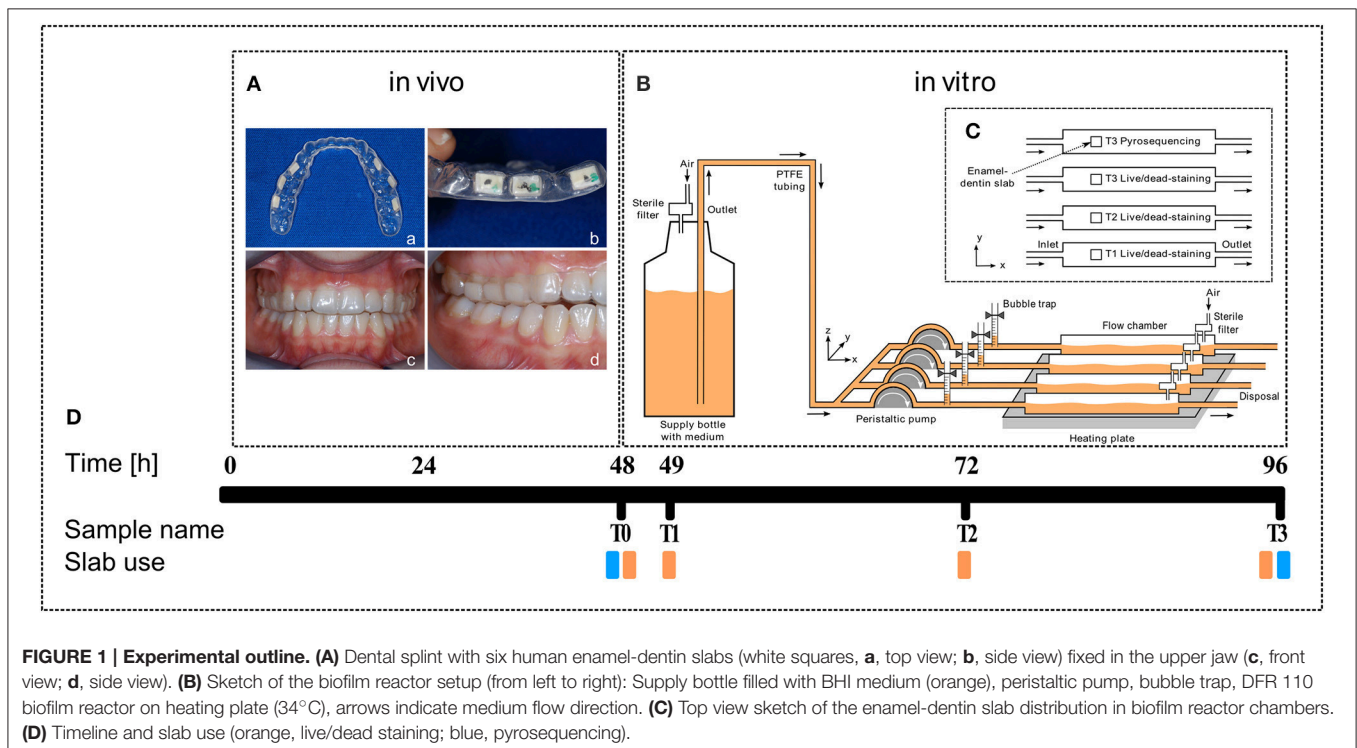 in vivo
A
a
b
c
d
in vitro
B
Air
Sterile
filter
Outlet
PTFE
tubing
Supply bottle
with medium
Peristaltic pump
z
y
x
Bubble trap
Flow chamber
Air
Sterile
filter
Disposal
Heating plate
C
T3 Pyrosequencing
Enamel-
dentin slab
T3 Live/dead-staining
T2 Live/dead-staining
Inlet
Outlet
T1 Live/dead-staining
y
x
D
Time [h] 0 24 48 49 72 96
Sample name T0 T1 T2 T3
Slab use
FIGURE 1 | Experimental outline. (A) Dental splint with six human enamel-dentin slabs (white squares, a, top view; b, side view) fixed in the upper jaw (c, front
view; d, side view). (B) Sketch of the biofilm reactor setup (from left to right): Supply bottle filled with BHI medium (orange), peristaltic pump, bubble trap, DFR 110
biofilm reactor on heating plate (34°C), arrows indicate medium flow direction. (C) Top view sketch of the enamel-dentin slab distribution in biofilm reactor chambers.
(D) Timeline and slab use (orange, live/dead staining; blue, pyrosequencing).